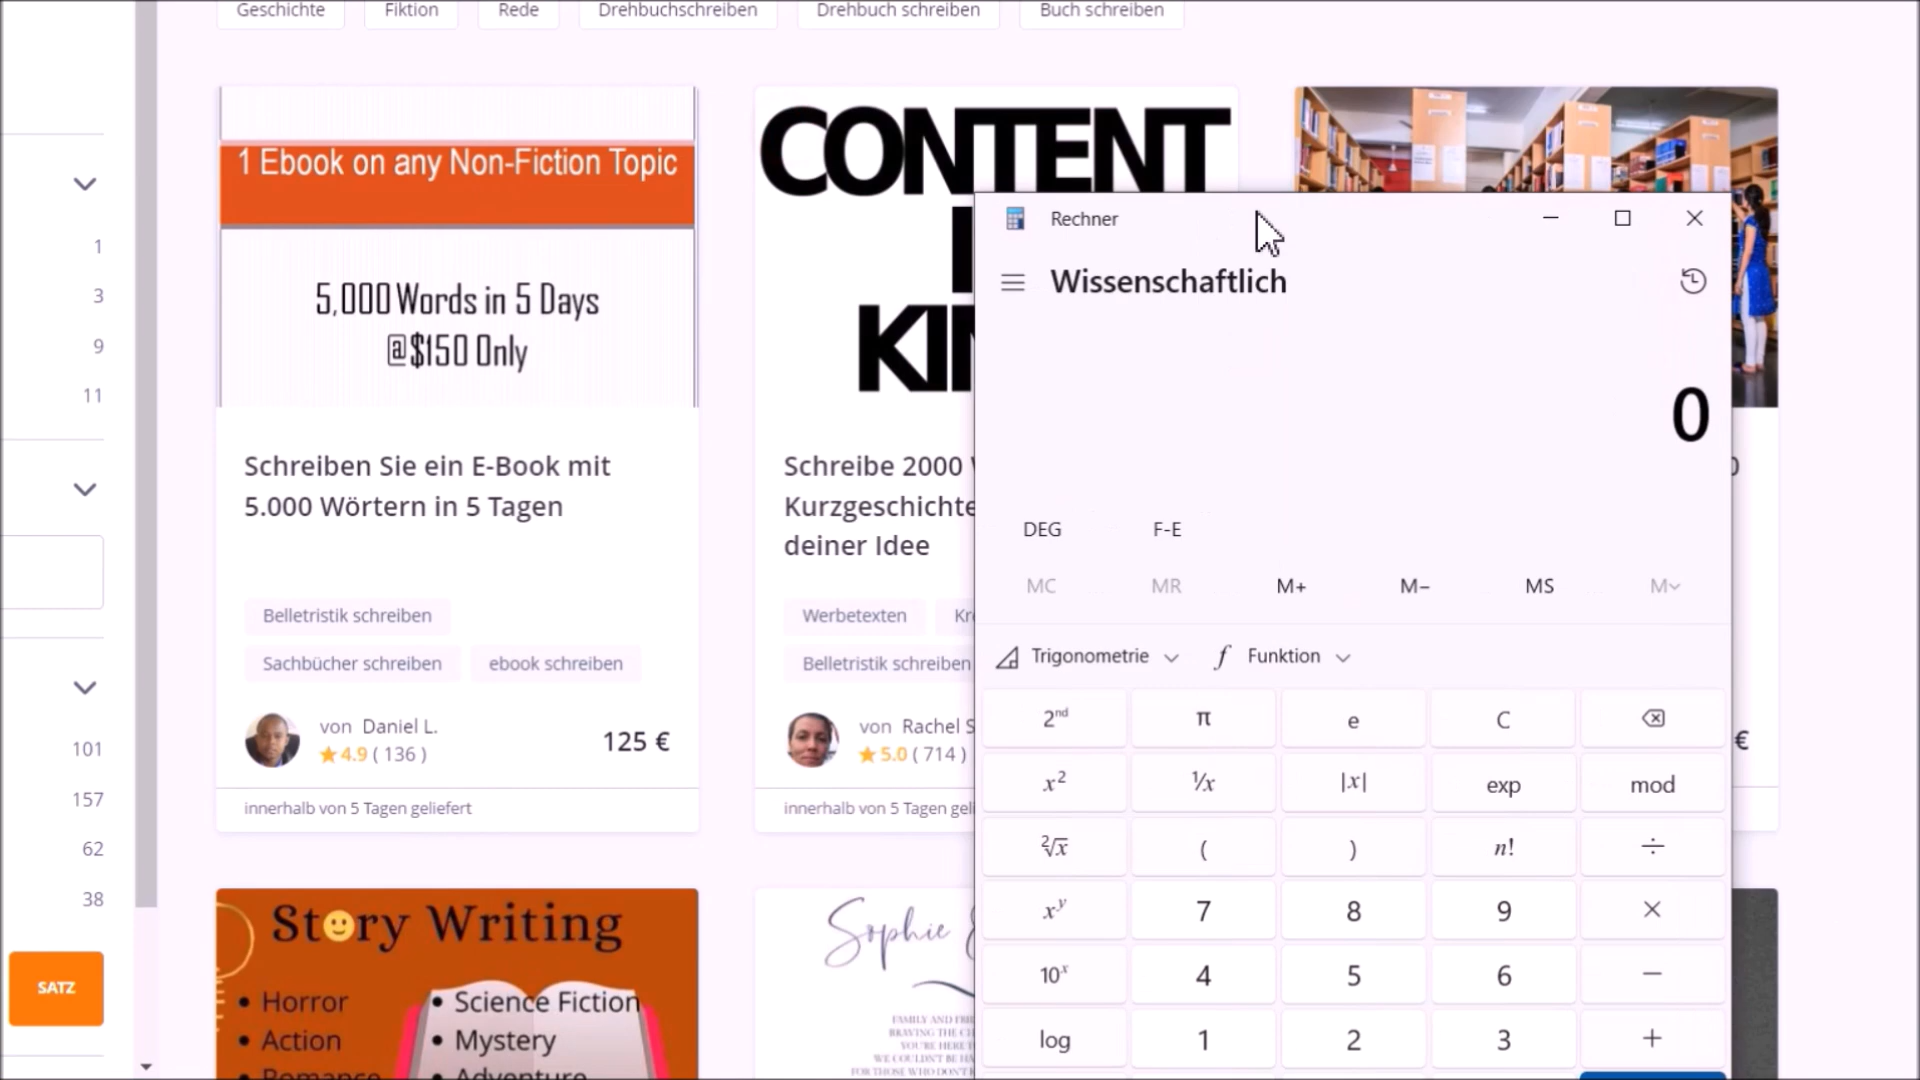 Geschichte
Fiktion
Rede
Drehbuchschreiben
Drehbuch schreiben
Buch schreiben
1
3
9
11
101
157
62
38
SATZ
1 Ebook on any Non-Fiction Topic
5,000 Words in 5 Days
@$150 Only
Schreiben Sie ein E-Book mit
5.000 Wörtern in 5 Tagen
Belletristik schreiben
Sachbücher schreiben
ebook schreiben
von Daniel L.
4.9 ( 136 )
125 €
innerhalb von 5 Tagen geliefert
CONTENT
Schreibe 2000
Kurzgeschichte
deiner Idee
Werbetexten
Belletristik schreiben
von Rachel S
5.0 ( 714 )
innerhalb von 5 Tagen geli
€
Story Writing
• Horror
• Action
• Science Fiction
• Mystery
Sophie &
Rechner
Wissenschaftlich
0
DEG
F-E
MC
MR
M+
M−
MS
M
Trigonometrie
f Funktion
2nd π e C
x² ¹/x |x| exp mod
²√x ( ) n! ÷
xʸ 7 8 9 ×
10ˣ 4 5 6 −
log 1 2 3 +